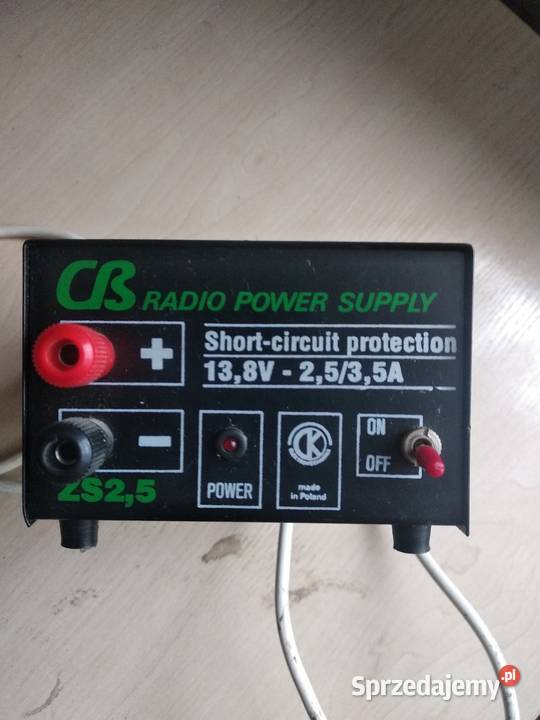 CB RADIO POWER SUPPLY
Short-circuit protection
13,8V - 2,5/3,5A
+
-
ZS2,5
POWER
CK
made
in Poland
ON
OFF
Sprzedajemy.pl